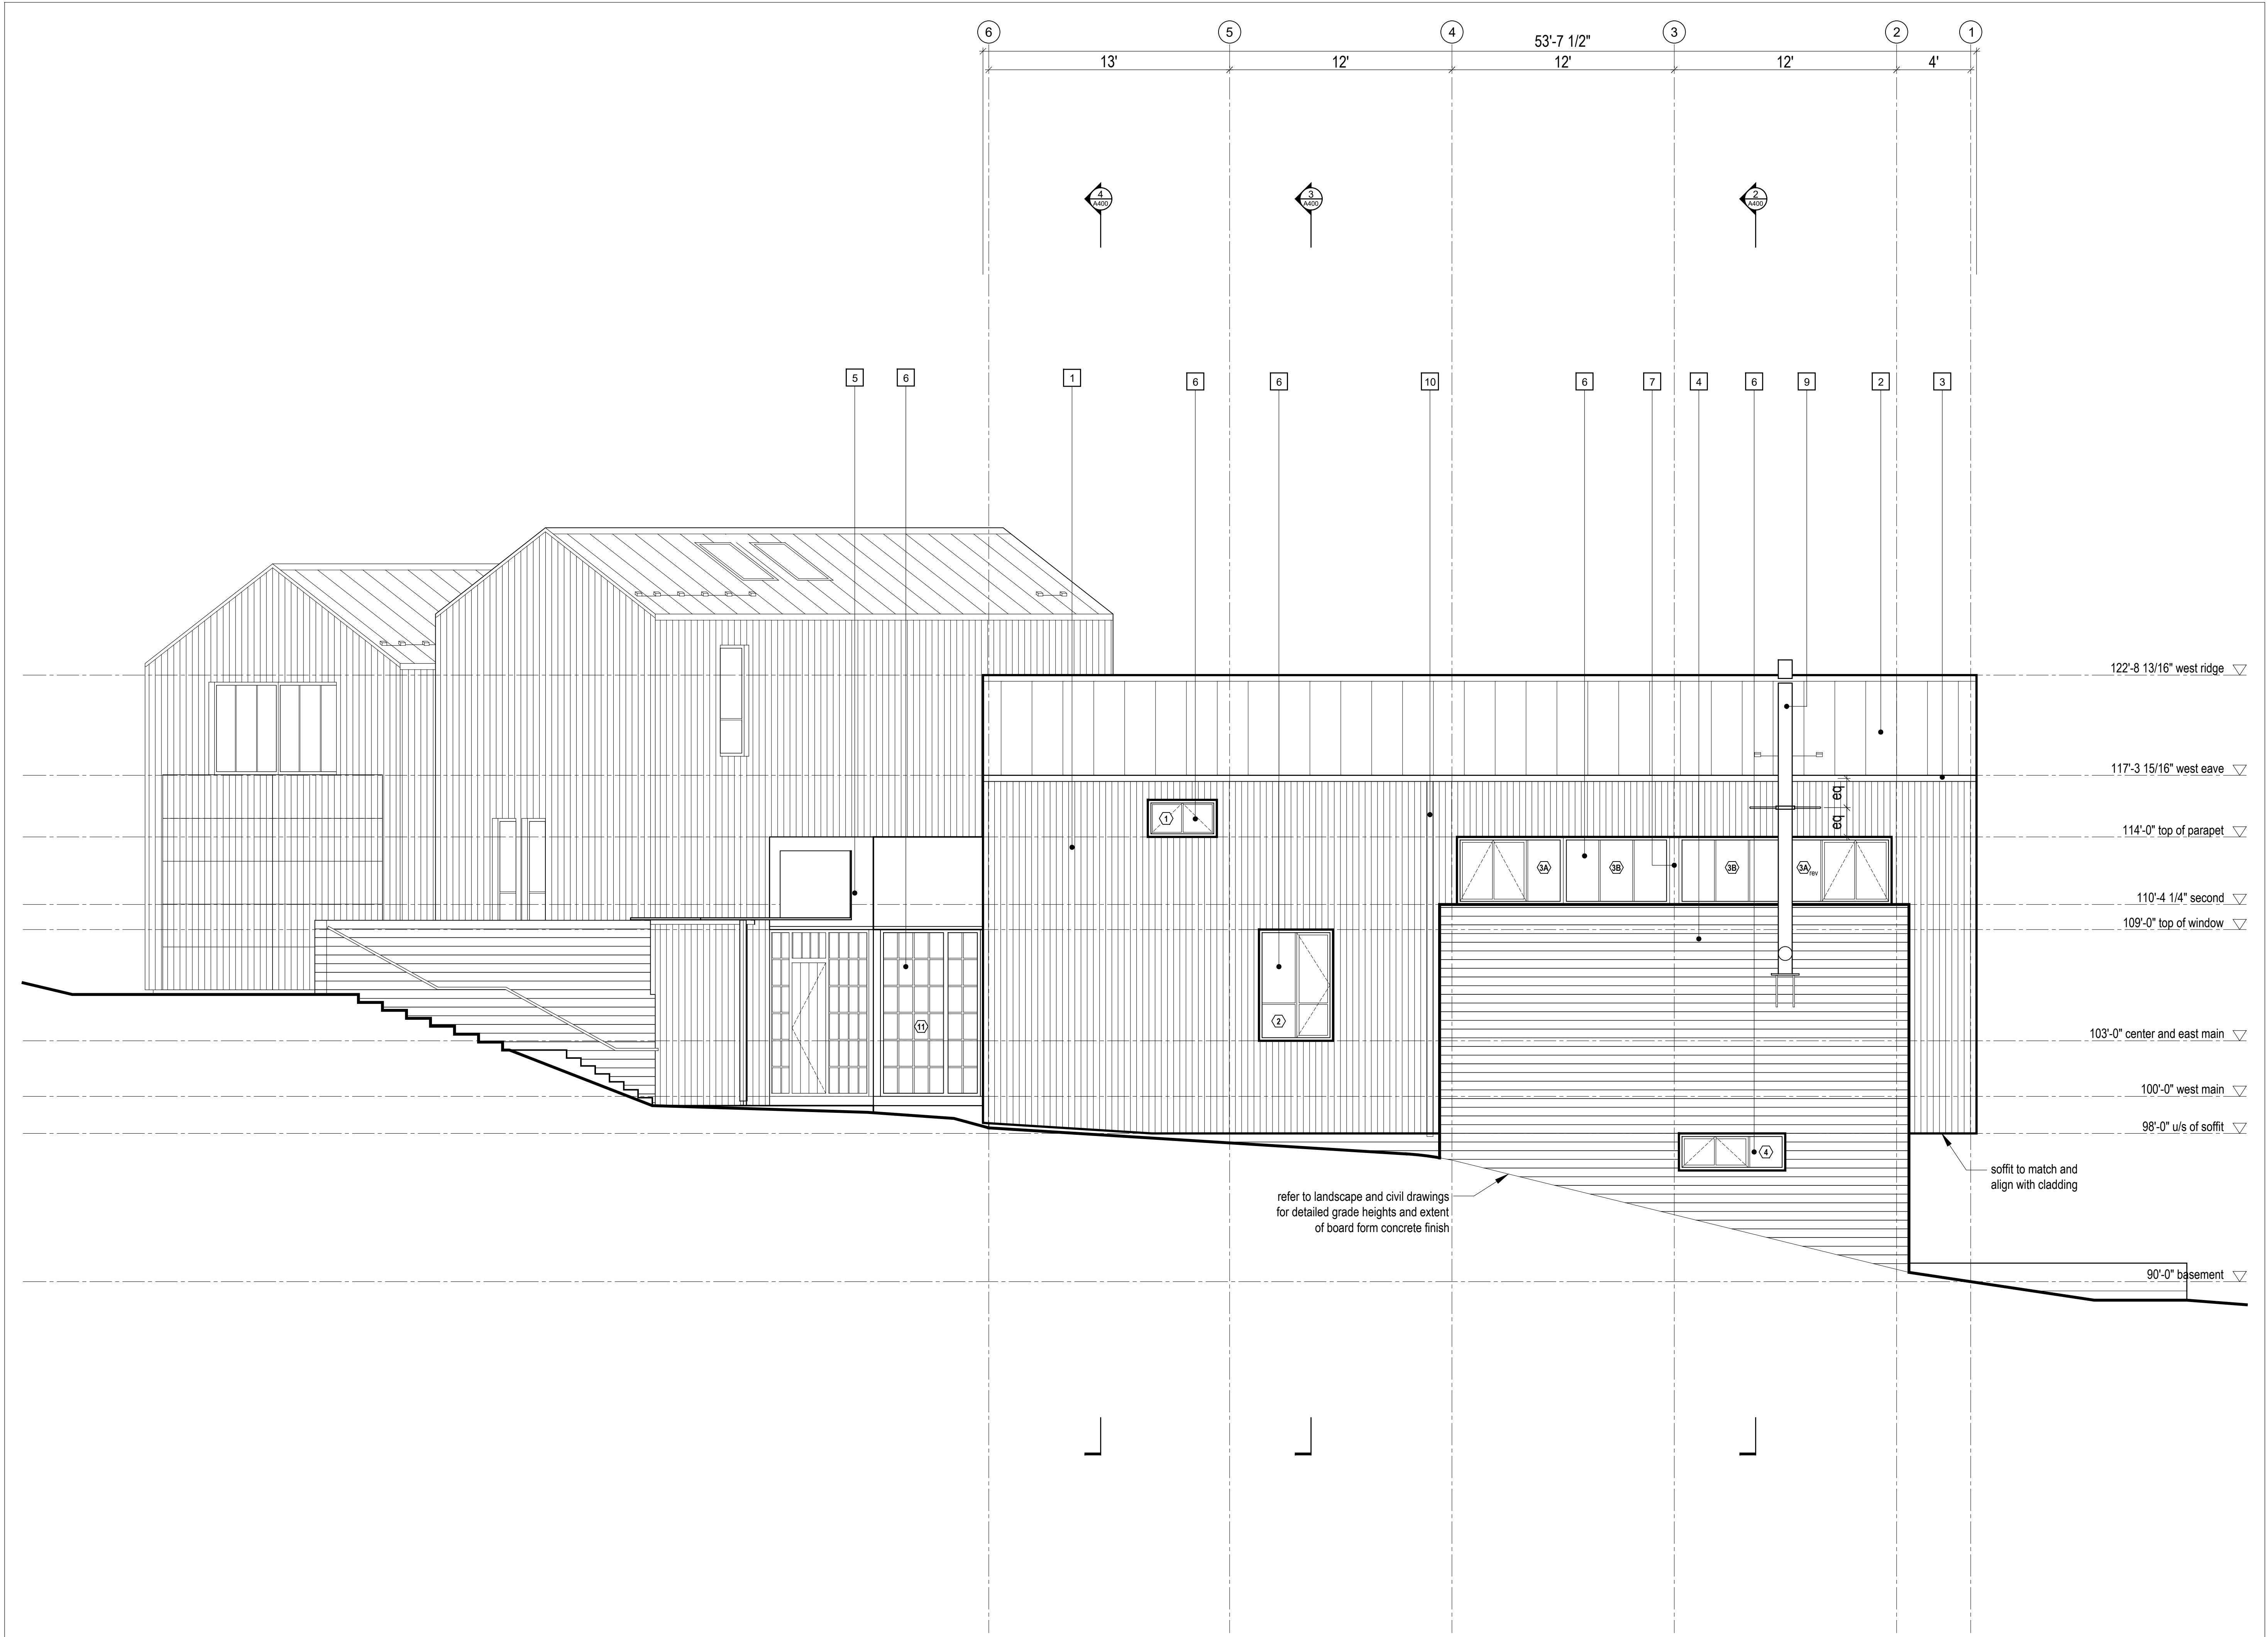 6 5 4 3 2 1
53'-7 1/2"
13' 12' 12' 12' 4'
4
A400
3
A400
2
A400
5 6 1 6 6 10 6 7 4 6 9 2 3
122'-8 13/16" west ridge
117'-3 15/16" west eave
eq
eq
1
114'-0" top of parapet
3A 3B 3B 3A rev
110'-4 1/4" second
109'-0" top of window
2
11
103'-0" center and east main
100'-0" west main
98'-0" u/s of soffit
4
soffit to match and
align with cladding
refer to landscape and civil drawings
for detailed grade heights and extent
of board form concrete finish
90'-0" basement